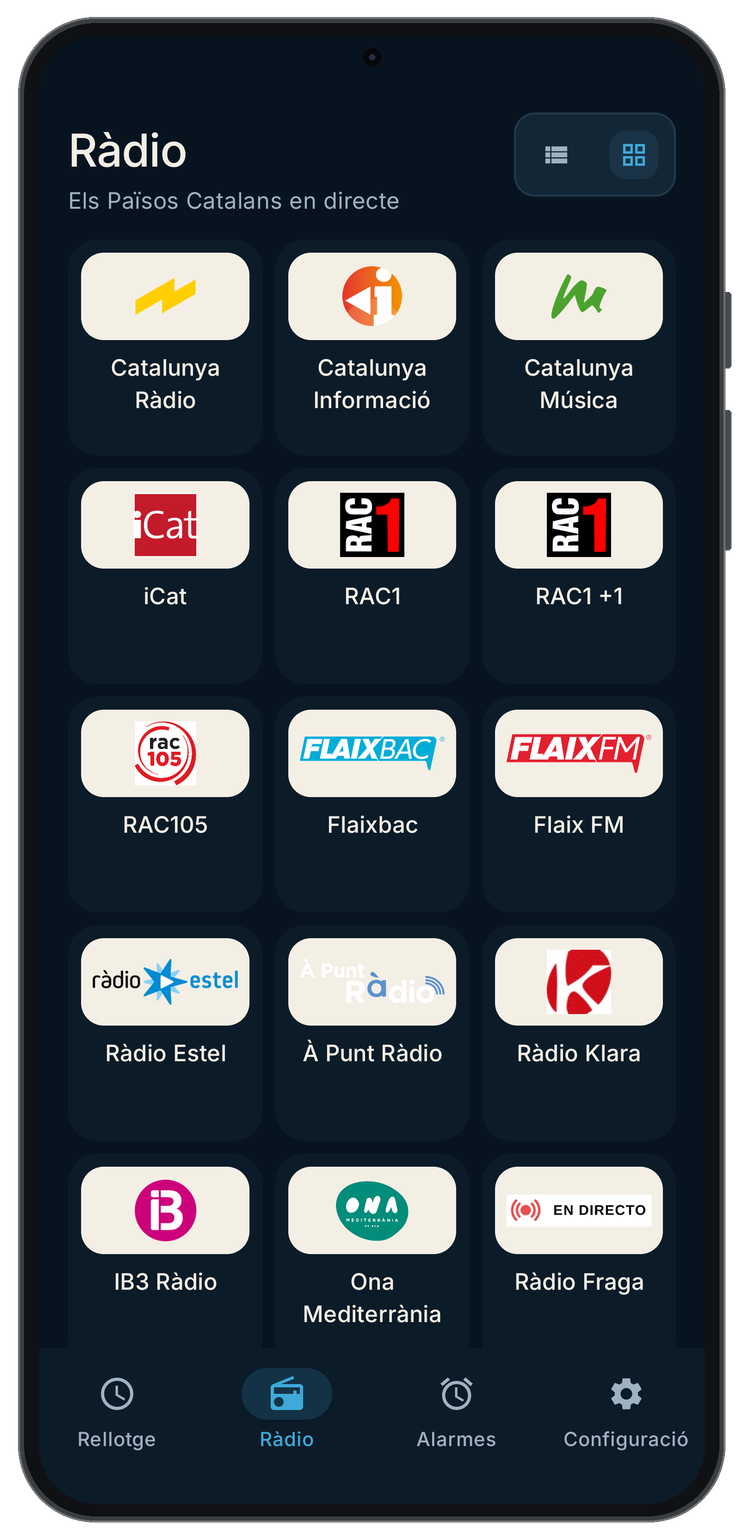 Ràdio
Els Països Catalans en directe
Catalunya
Ràdio
i
Catalunya
Informació
Catalunya
Música
iCat
iCat
RAC1
RAC1
RAC1
RAC1 +1
rac
105
RAC105
FLAIXBAC®
Flaixbac
FLAIXFM®
Flaix FM
ràdio estel
Ràdio Estel
À Punt
Ràdio
À Punt Ràdio
K
Ràdio Klara
iB3
IB3 Ràdio
ONA
MEDITERRÀNIA
Ona
Mediterrània
EN DIRECTO
Ràdio Fraga
Rellotge
Ràdio
Alarmes
Configuració